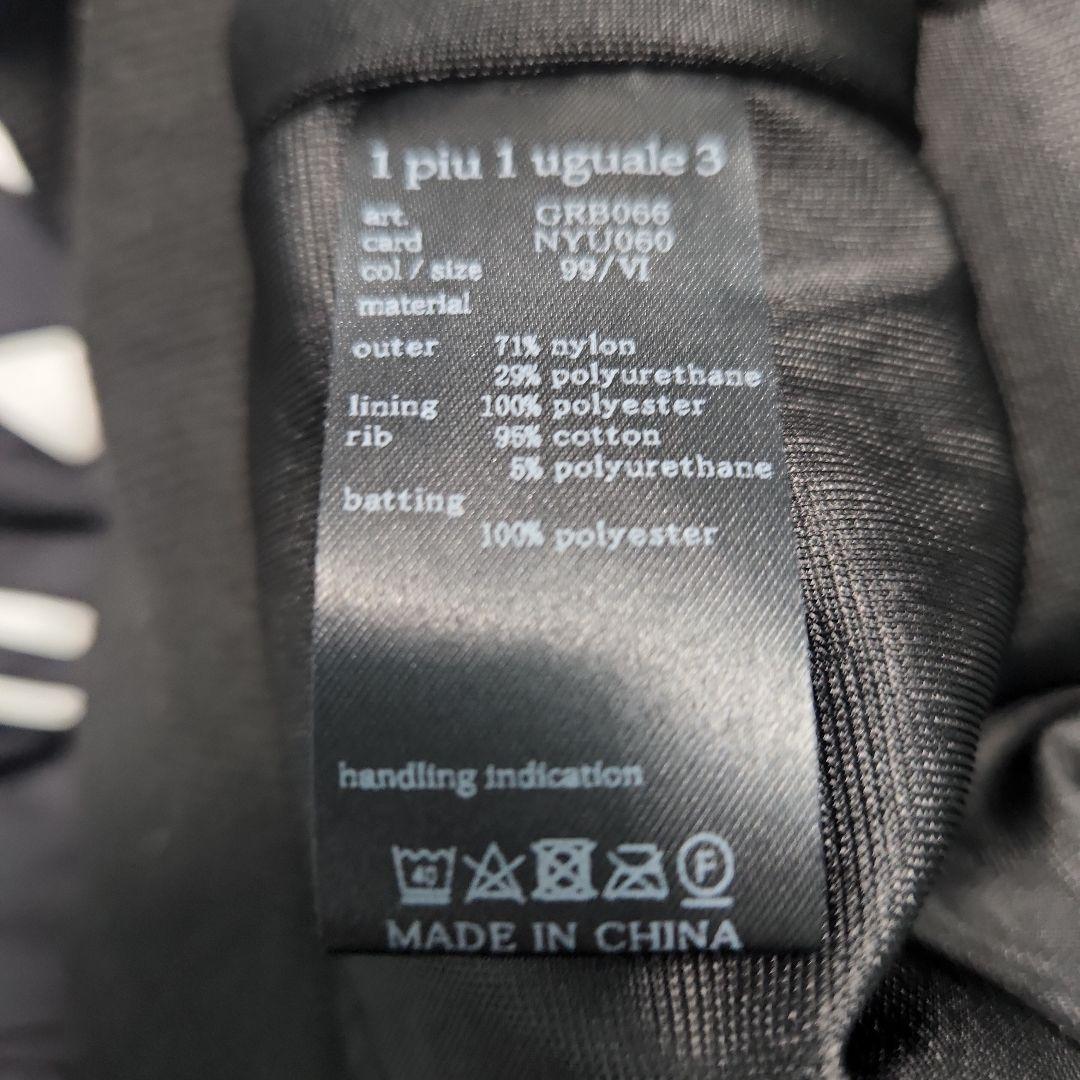 1 piu 1 uguale 3
art. GRB066
card NYU060
col / size 99/VI
material
outer 71% nylon
29% polyurethane
lining 100% polyester
rib 95% cotton
5% polyurethane
batting
100% polyester
handling indication
40 F
MADE IN CHINA